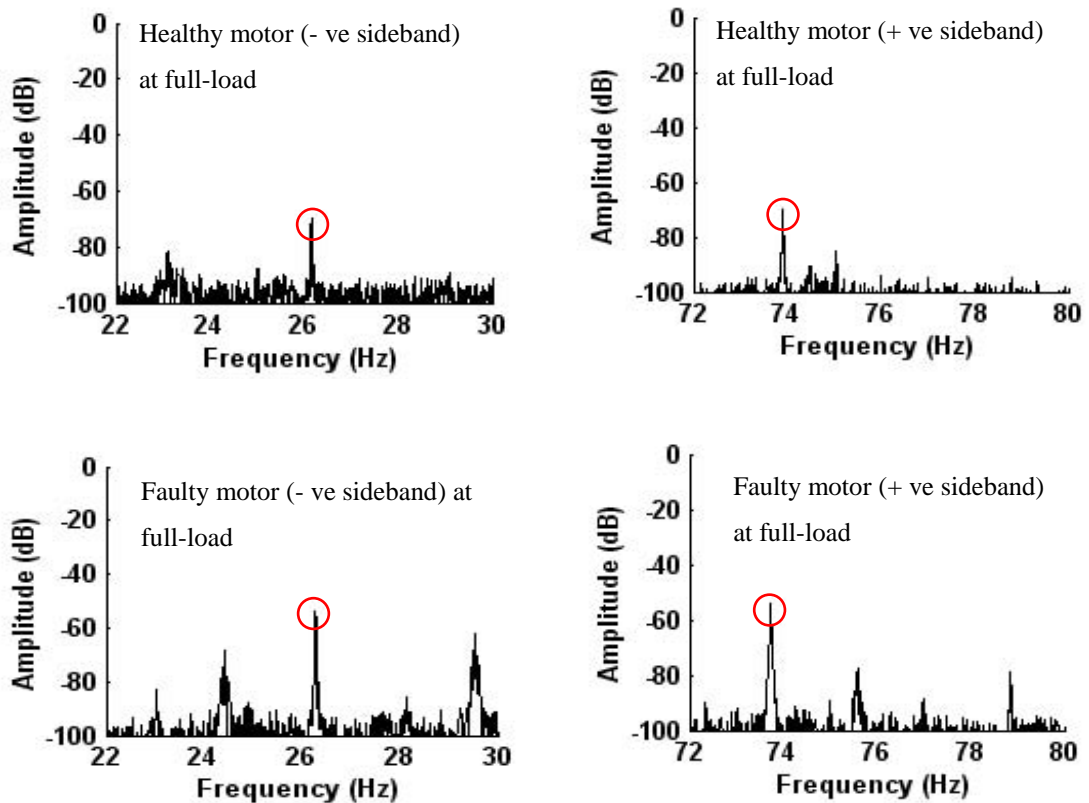 Healthy motor (- ve sideband)
at full-load
Amplitude (dB)
0
-20
-40
-60
-80
-100
22 24 26 28 30
Frequency (Hz)
Healthy motor (+ ve sideband)
at full-load
Amplitude (dB)
0
-20
-40
-60
-80
-100
72 74 76 78 80
Frequency (Hz)
Faulty motor (- ve sideband) at
full-load
Amplitude (dB)
0
-20
-40
-60
-80
-100
22 24 26 28 30
Frequency (Hz)
Faulty motor (+ ve sideband)
at full-load
Amplitude (dB)
0
-20
-40
-60
-80
-100
72 74 76 78 80
Frequency (Hz)